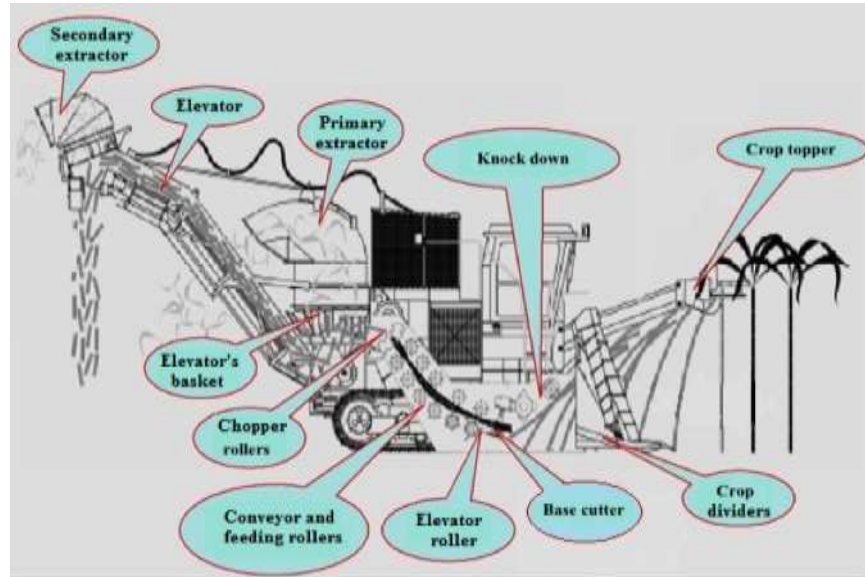 Secondary
extractor
Elevator
Primary
extractor
Knock down
Crop topper
Elevator's
basket
Chopper
rollers
Conveyor and
feeding rollers
Elevator
roller
Base cutter
Crop
dividers